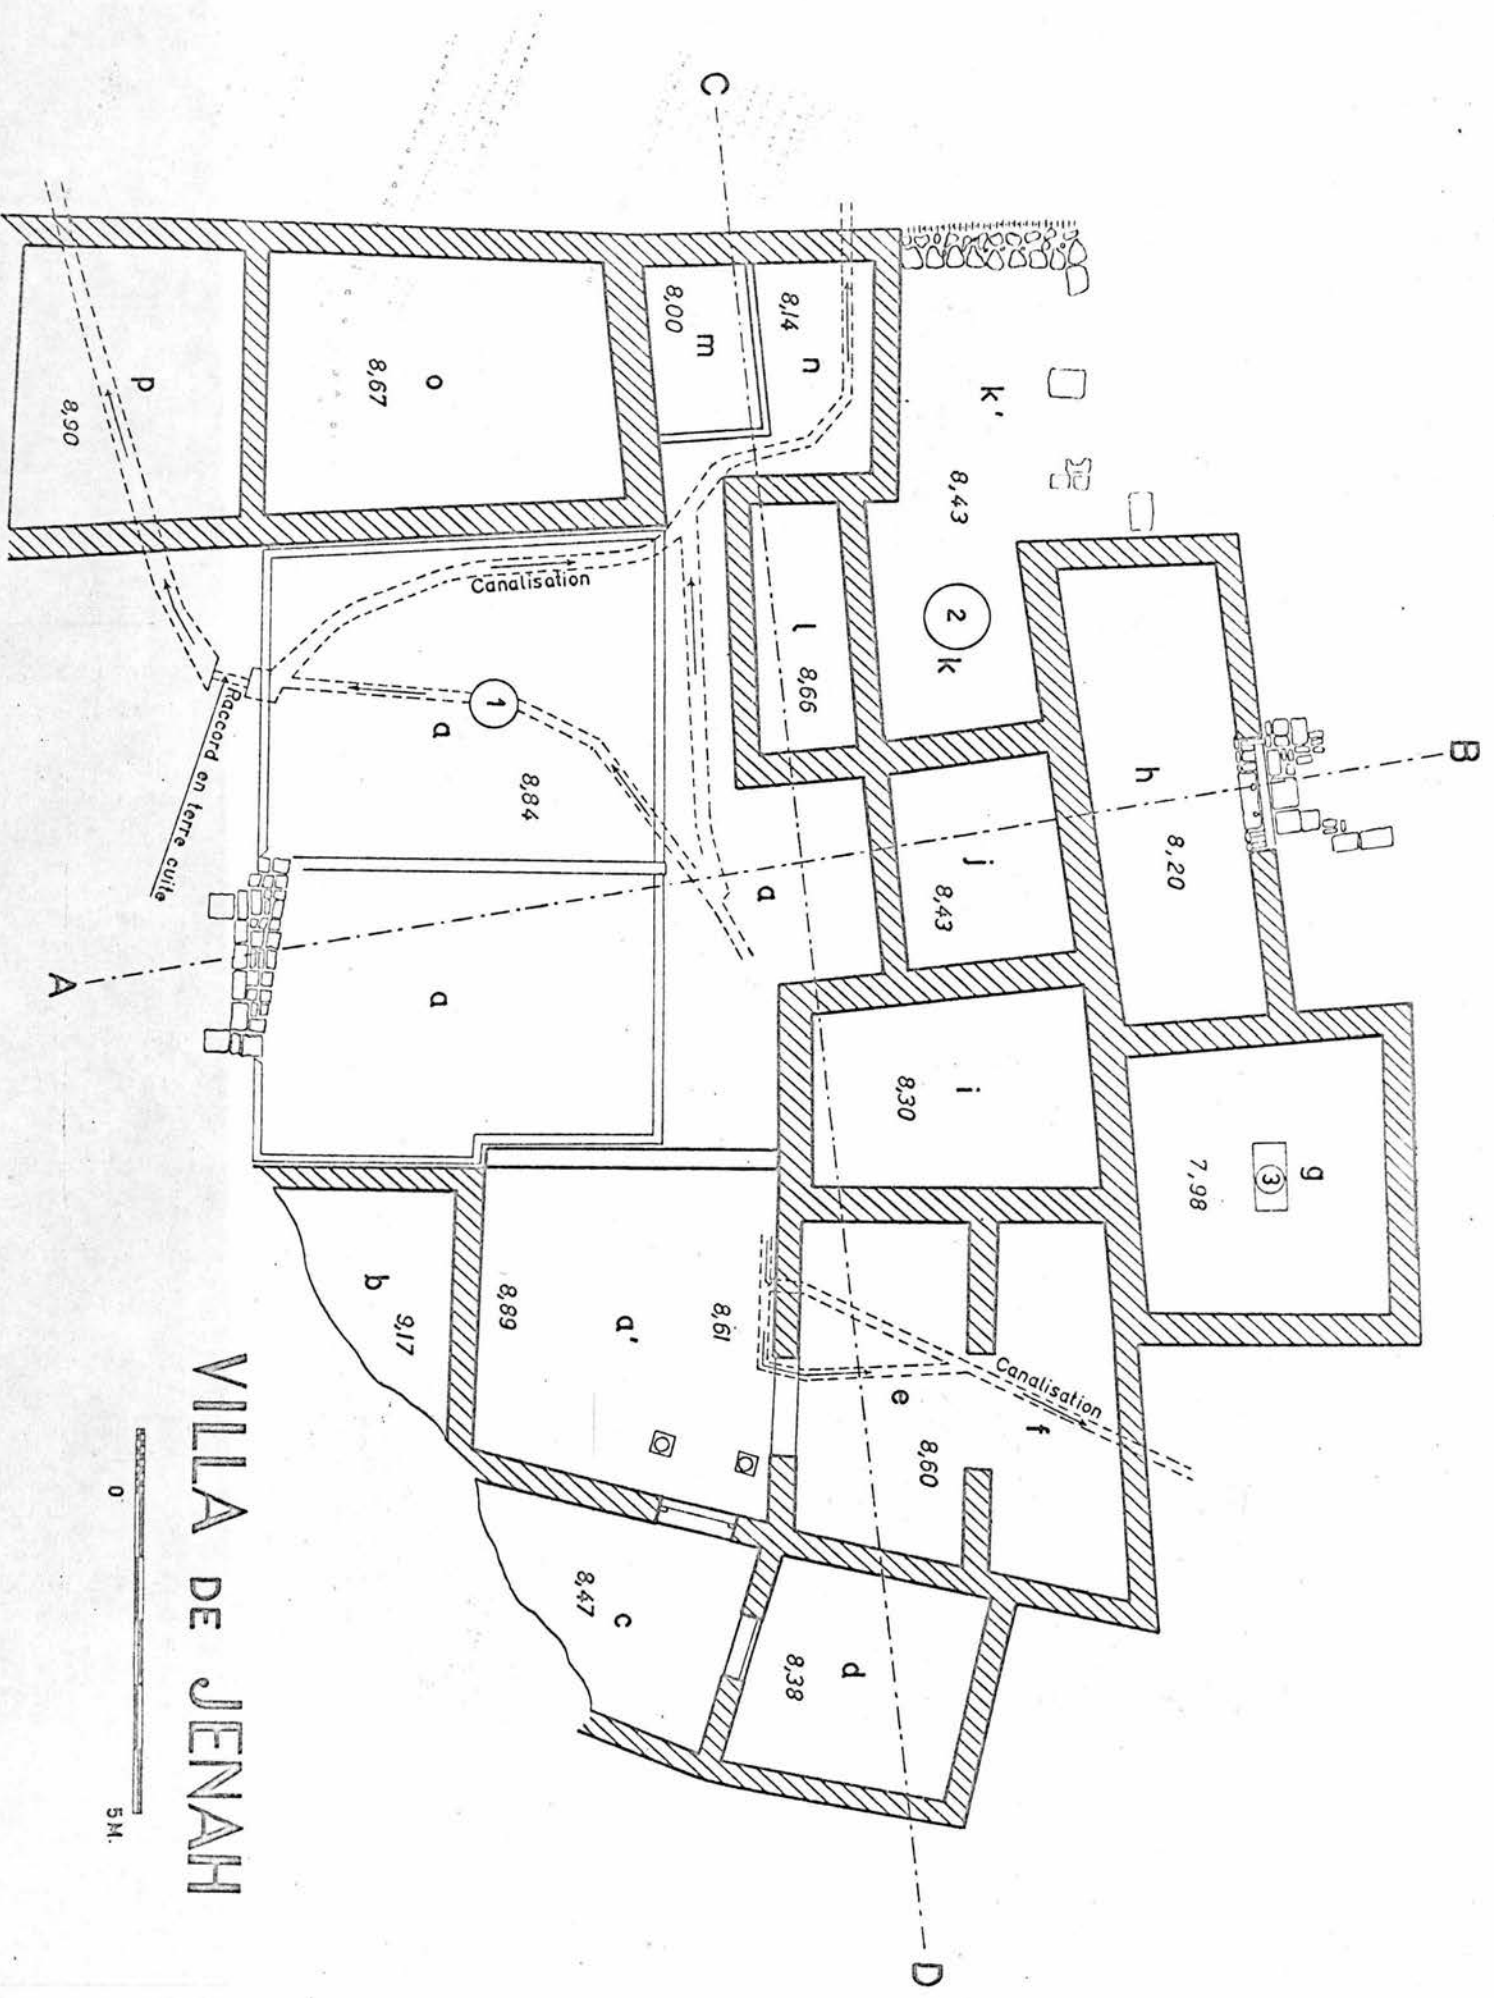 B
g
3
7,98
h
8,20
f
Canalisation
i
8,30
j
8,43
k'
8,43
2
k
e
8,60
d
8,38
D
l
8,66
n
8,14
m
8,00
C
a
a'
8,61
8,89
c
8,47
Canalisation
1
a
8,84
a
o
8,67
b
9,17
p
8,90
Raccord en terre cuite
A
VILLA DE JENAH
0
5 M.